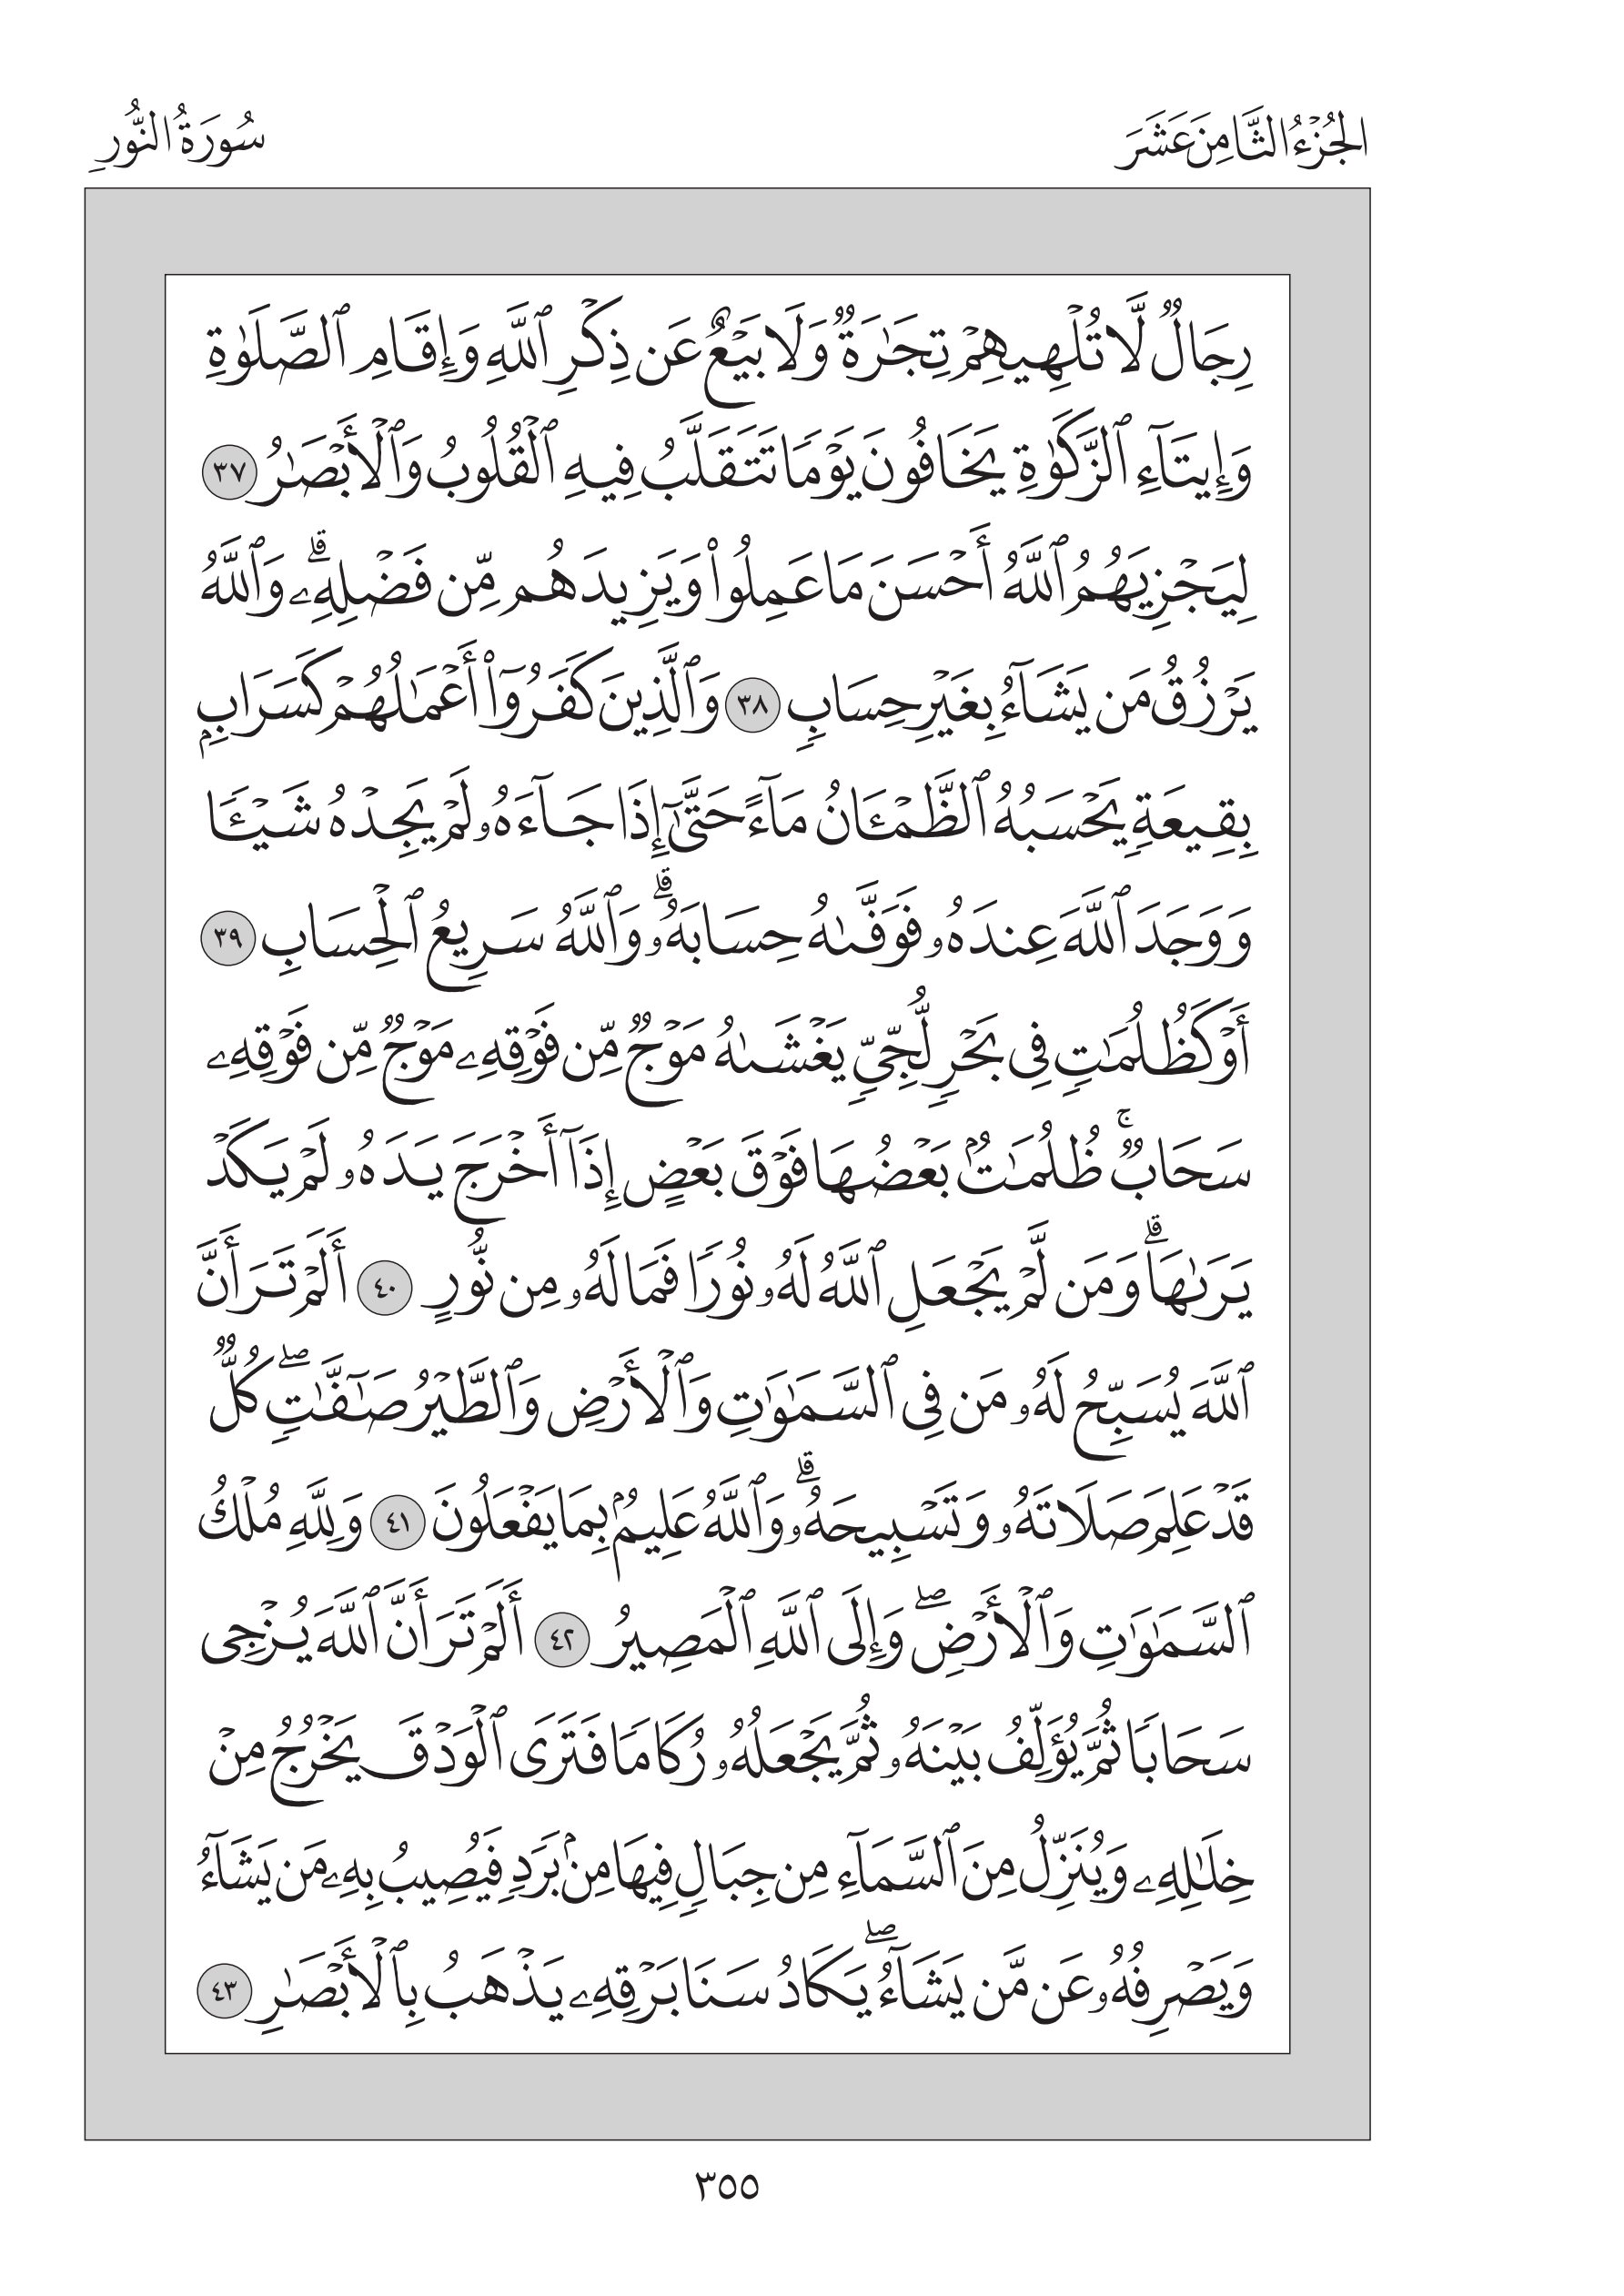 الجُزْءُ الثَّامِنَ عَشَرَ
سُورَةُ النُّورِ
رِجَالٌ لَّا تُلْهِيهِمْ تِجَٰرَةٌ وَلَا بَيْعٌ عَن ذِكْرِ ٱللَّهِ وَإِقَامِ ٱلصَّلَوٰةِ
وَإِيتَآءِ ٱلزَّكَوٰةِ يَخَافُونَ يَوْمًا تَتَقَلَّبُ فِيهِ ٱلْقُلُوبُ وَٱلْأَبْصَٰرُ ٣٧
لِيَجْزِيَهُمُ ٱللَّهُ أَحْسَنَ مَا عَمِلُوا۟ وَيَزِيدَهُم مِّن فَضْلِهِۦۗ وَٱللَّهُ
يَرْزُقُ مَن يَشَآءُ بِغَيْرِ حِسَابٍ ٣٨ وَٱلَّذِينَ كَفَرُوٓا۟ أَعْمَٰلُهُمْ كَسَرَابٍۭ
بِقِيعَةٍ يَحْسَبُهُ ٱلظَّمْـَٔانُ مَآءً حَتَّىٰٓ إِذَا جَآءَهُۥ لَمْ يَجِدْهُ شَيْـًٔا
وَوَجَدَ ٱللَّهَ عِندَهُۥ فَوَفَّىٰهُ حِسَابَهُۥۗ وَٱللَّهُ سَرِيعُ ٱلْحِسَابِ ٣٩
أَوْ كَظُلُمَٰتٍ فِى بَحْرٍ لُّجِّىٍّ يَغْشَىٰهُ مَوْجٌ مِّن فَوْقِهِۦ مَوْجٌ مِّن فَوْقِهِۦ
سَحَابٌۚ ظُلُمَٰتٌۢ بَعْضُهَا فَوْقَ بَعْضٍ إِذَآ أَخْرَجَ يَدَهُۥ لَمْ يَكَدْ
يَرَىٰهَاۗ وَمَن لَّمْ يَجْعَلِ ٱللَّهُ لَهُۥ نُورًا فَمَا لَهُۥ مِن نُّورٍ ٤٠ أَلَمْ تَرَ أَنَّ
ٱللَّهَ يُسَبِّحُ لَهُۥ مَن فِى ٱلسَّمَٰوَٰتِ وَٱلْأَرْضِ وَٱلطَّيْرُ صَٰٓفَّٰتٍۖ كُلٌّ
قَدْ عَلِمَ صَلَاتَهُۥ وَتَسْبِيحَهُۥۗ وَٱللَّهُ عَلِيمٌۢ بِمَا يَفْعَلُونَ ٤١ وَلِلَّهِ مُلْكُ
ٱلسَّمَٰوَٰتِ وَٱلْأَرْضِۖ وَإِلَى ٱللَّهِ ٱلْمَصِيرُ ٤٢ أَلَمْ تَرَ أَنَّ ٱللَّهَ يُزْجِى
سَحَابًا ثُمَّ يُؤَلِّفُ بَيْنَهُۥ ثُمَّ يَجْعَلُهُۥ رُكَامًا فَتَرَى ٱلْوَدْقَ يَخْرُجُ مِنْ
خِلَٰلِهِۦ وَيُنَزِّلُ مِنَ ٱلسَّمَآءِ مِن جِبَالٍ فِيهَا مِنۢ بَرَدٍ فَيُصِيبُ بِهِۦ مَن يَشَآءُ
وَيَصْرِفُهُۥ عَن مَّن يَشَآءُۖ يَكَادُ سَنَا بَرْقِهِۦ يَذْهَبُ بِٱلْأَبْصَٰرِ ٤٣
٣٥٥